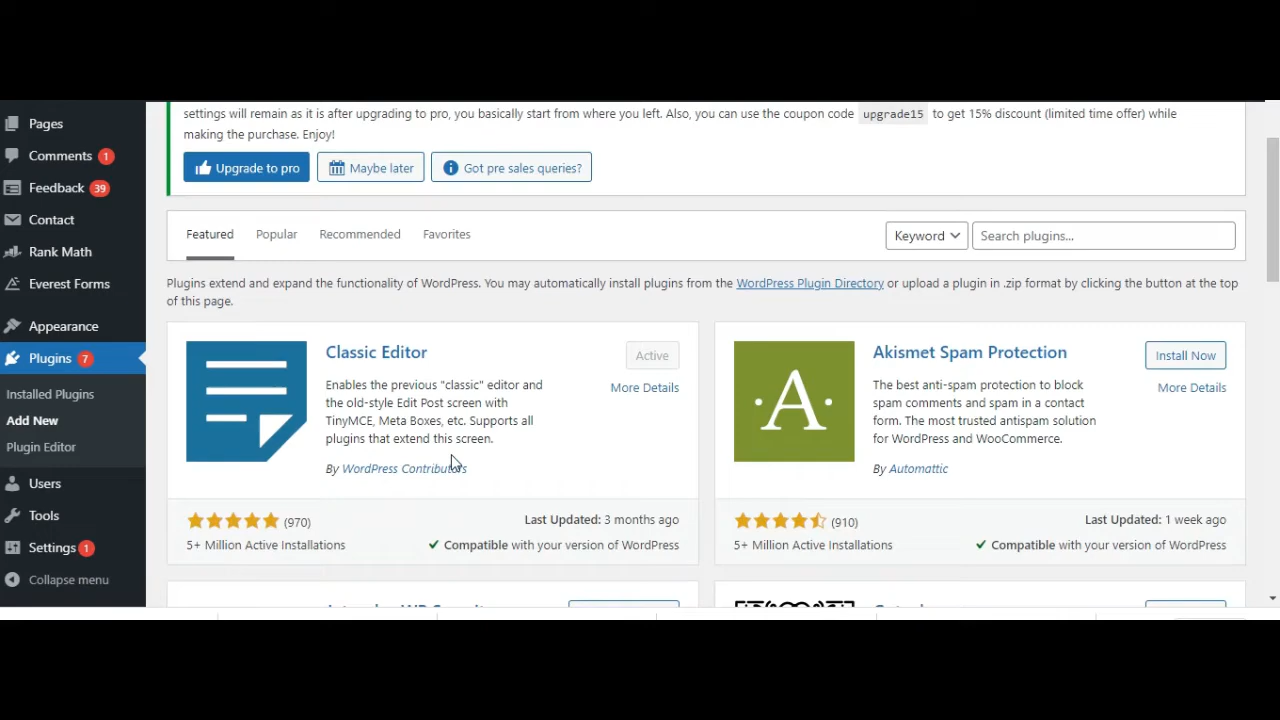 settings will remain as it is after upgrading to pro, you basically start from where you left. Also, you can use the coupon code upgrade15 to get 15% discount (limited time offer) while
making the purchase. Enjoy!
Upgrade to pro Maybe later Got pre sales queries?
Pages
Comments 1
Feedback 39
Contact
Rank Math
Everest Forms
Appearance
Plugins 7
Installed Plugins
Add New
Plugin Editor
Users
Tools
Settings 1
Collapse menu
Featured Popular Recommended Favorites Keyword Search plugins...
Plugins extend and expand the functionality of WordPress. You may automatically install plugins from the WordPress Plugin Directory or upload a plugin in .zip format by clicking the button at the top
of this page.
Classic Editor
Active
More Details
Enables the previous "classic" editor and
the old-style Edit Post screen with
TinyMCE, Meta Boxes, etc. Supports all
plugins that extend this screen.
By WordPress Contributors
(970)
Last Updated: 3 months ago
5+ Million Active Installations
Compatible with your version of WordPress
Akismet Spam Protection
Install Now
More Details
A
The best anti-spam protection to block
spam comments and spam in a contact
form. The most trusted antispam solution
for WordPress and WooCommerce.
By Automattic
(910)
Last Updated: 1 week ago
5+ Million Active Installations
Compatible with your version of WordPress